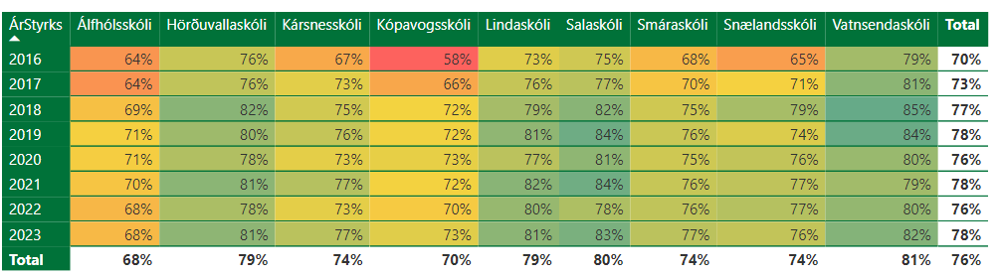 ÁrStyrks Álfhólsskóli Hörðuvallaskóli Kársnesskóli Kópavogsskóli Lindaskóli Salaskóli Smáraskóli Snælandsskóli Vatnsendaskóli Total
2016 64% 76% 67% 58% 73% 75% 68% 65% 79% 70%
2017 64% 76% 73% 66% 76% 77% 70% 71% 81% 73%
2018 69% 82% 75% 72% 79% 82% 75% 79% 85% 77%
2019 71% 80% 76% 72% 81% 84% 76% 74% 84% 78%
2020 71% 78% 73% 73% 77% 81% 75% 76% 80% 76%
2021 70% 81% 77% 72% 82% 84% 76% 77% 79% 78%
2022 68% 78% 73% 70% 80% 78% 76% 77% 80% 76%
2023 68% 81% 77% 73% 81% 83% 77% 76% 82% 78%
Total 68% 79% 74% 70% 79% 80% 74% 74% 81% 76%